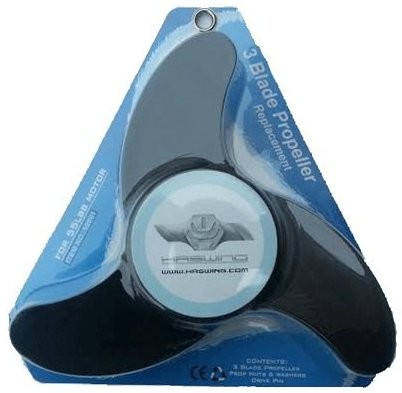 3 Blade Propeller
Replacement
FOR 55LBS MOTOR
HASWING
WWW.HASWING.COM
CE
CONTENTS:
3 BLADE PROPELLER
PROP NUTS & WASHERS
DRIVE PIN